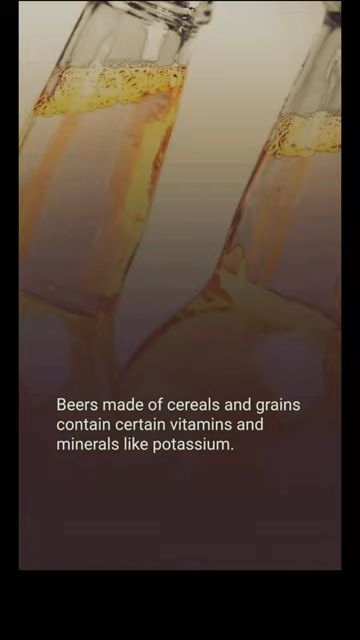 Beers made of cereals and grains
contain certain vitamins and
minerals like potassium.